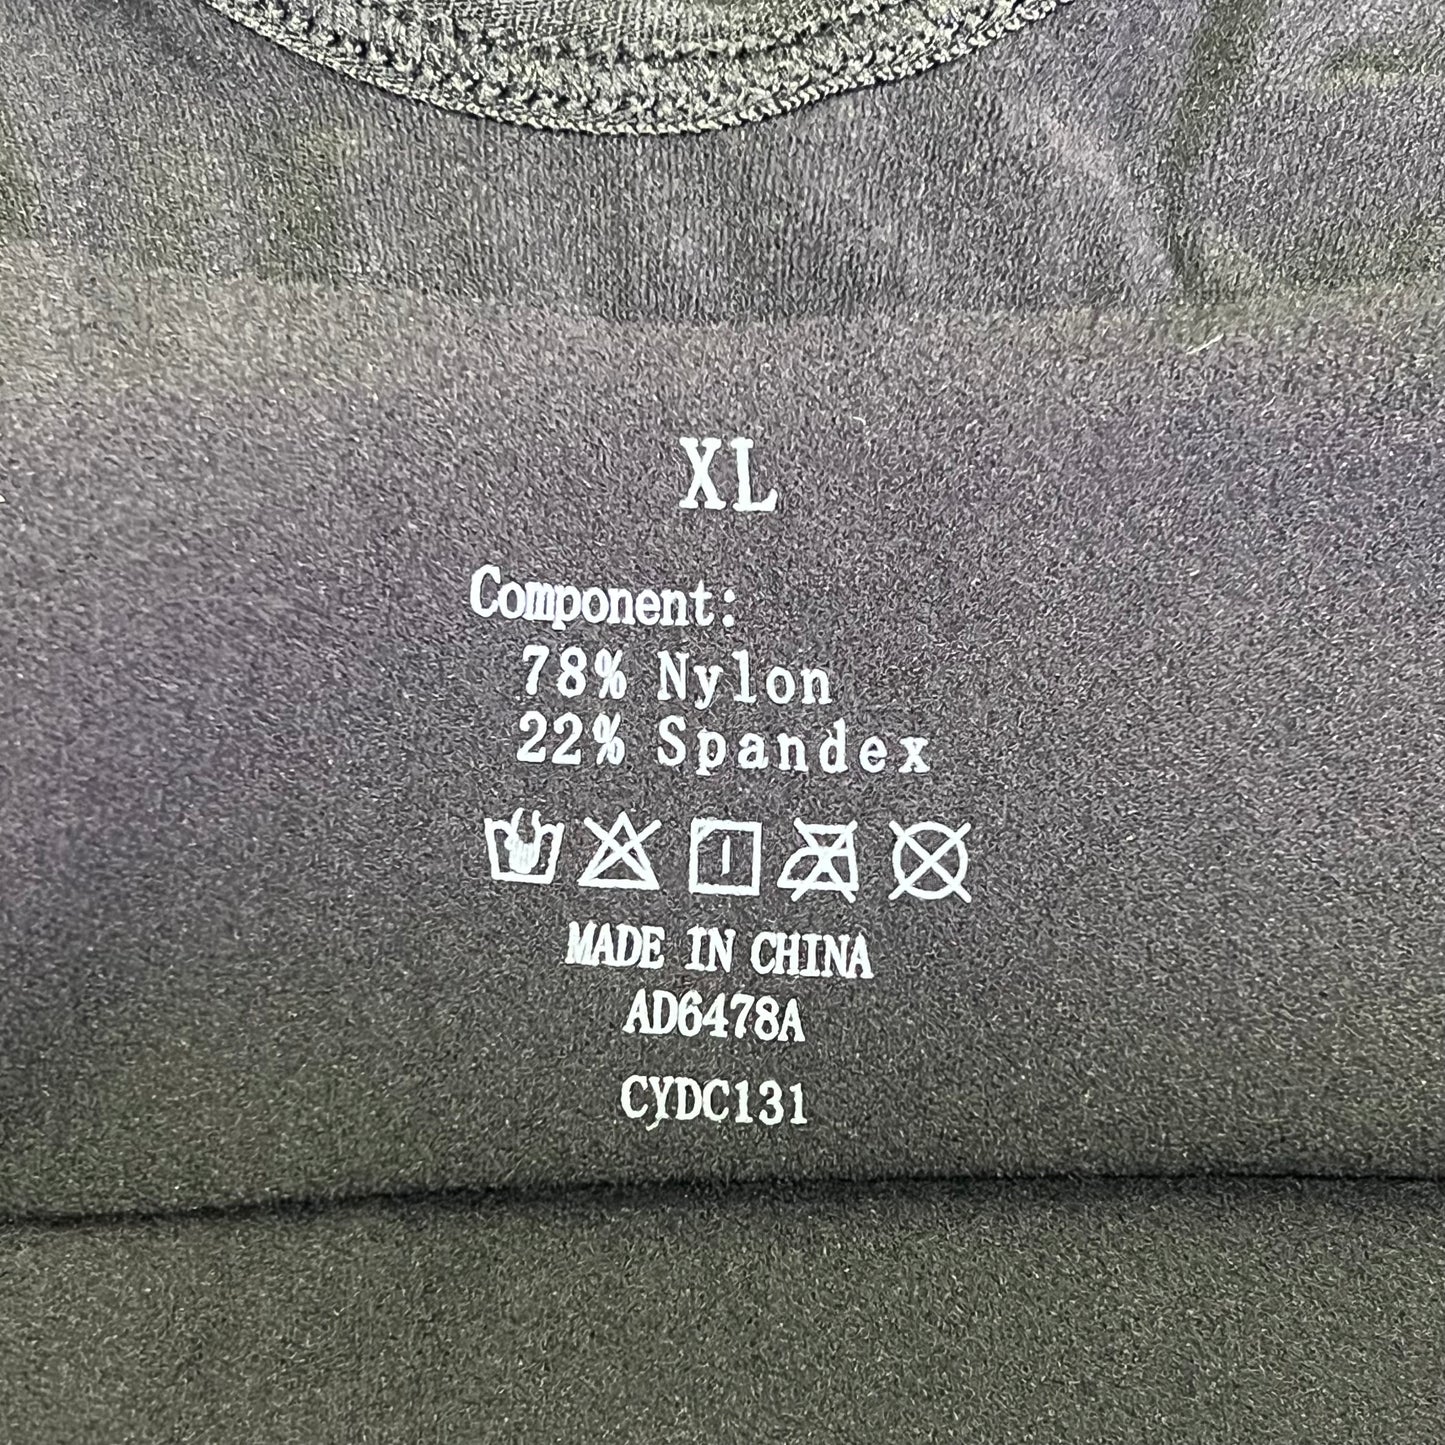 XL
Component:
78% Nylon
22% Spandex
MADE IN CHINA
AD6478A
CYDC131